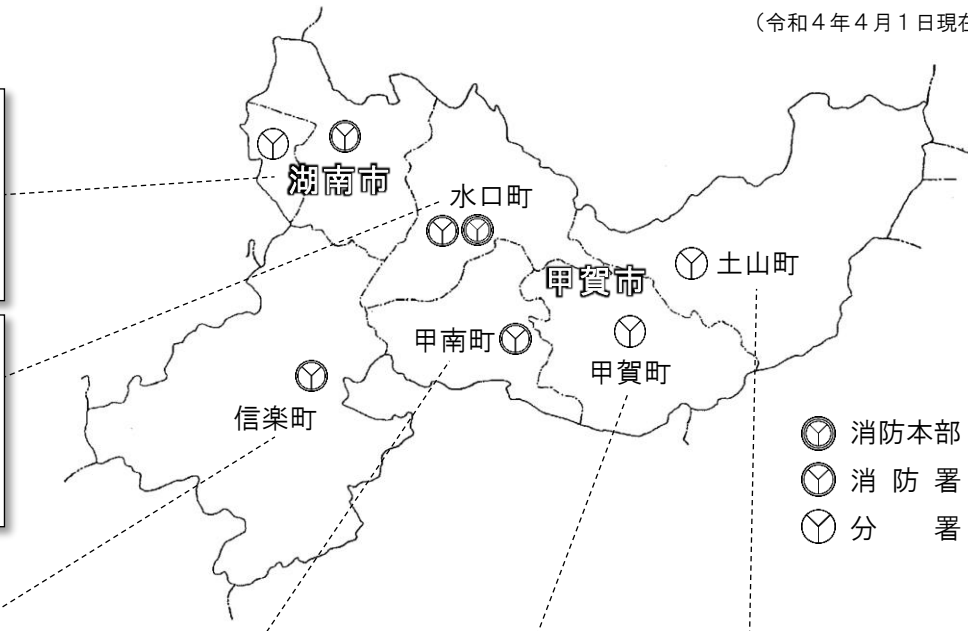 （令和４年４月１日現在
湖南市
水口町
土山町
甲賀市
甲南町
甲賀町
信楽町
消防本部
消 防 署
分　　署